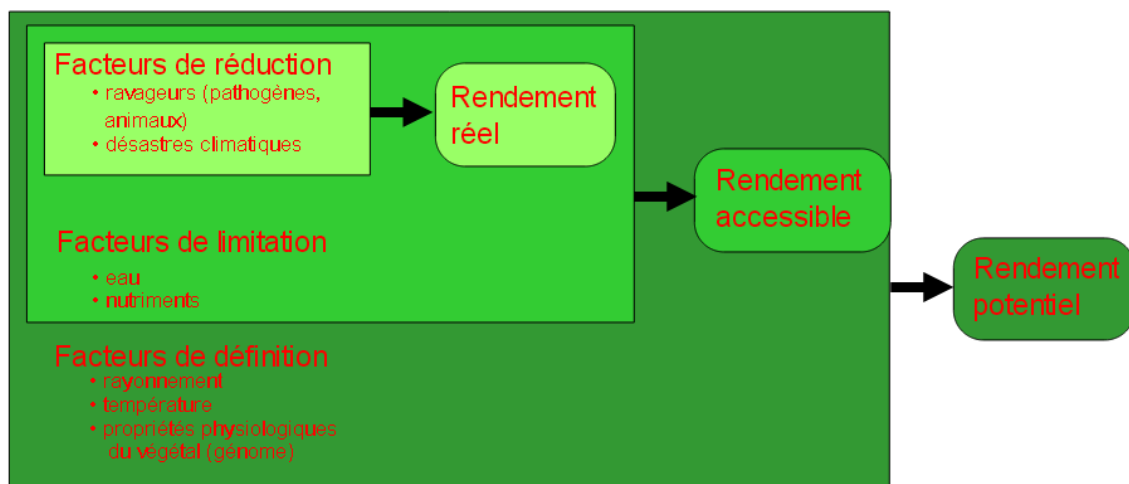 Facteurs de réduction
• ravageurs (pathogènes,
animaux)
• désastres climatiques
Rendement
réel
Rendement
accessible
Facteurs de limitation
• eau
• nutriments
Rendement
potentiel
Facteurs de définition
• rayonnement
• température
• propriétés physiologiques
du végétal (génome)